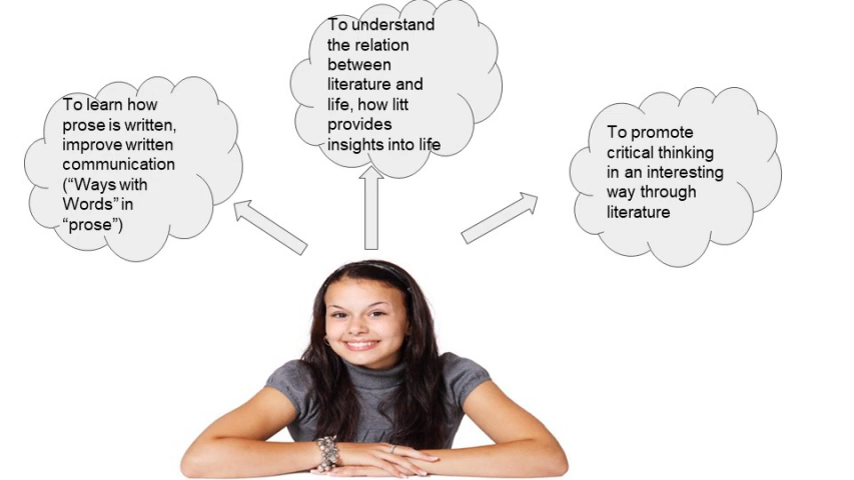 To learn how
prose is written,
improve written
communication
(“Ways with
Words” in
“prose”)
To understand
the relation
between
literature and
life, how litt
provides
insights into life
To promote
critical thinking
in an interesting
way through
literature